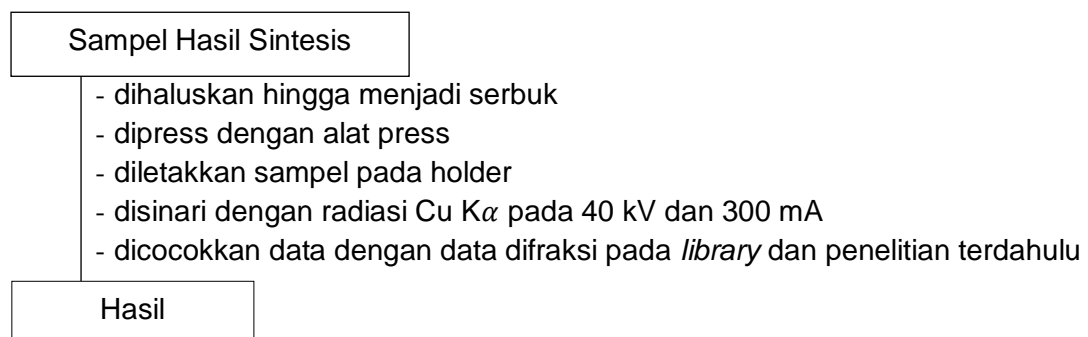 Sampel Hasil Sintesis
- dihaluskan hingga menjadi serbuk
- dipress dengan alat press
- diletakkan sampel pada holder
- disinari dengan radiasi Cu K𝛼 pada 40 kV dan 300 mA
- dicocokkan data dengan data difraksi pada library dan penelitian terdahulu
Hasil